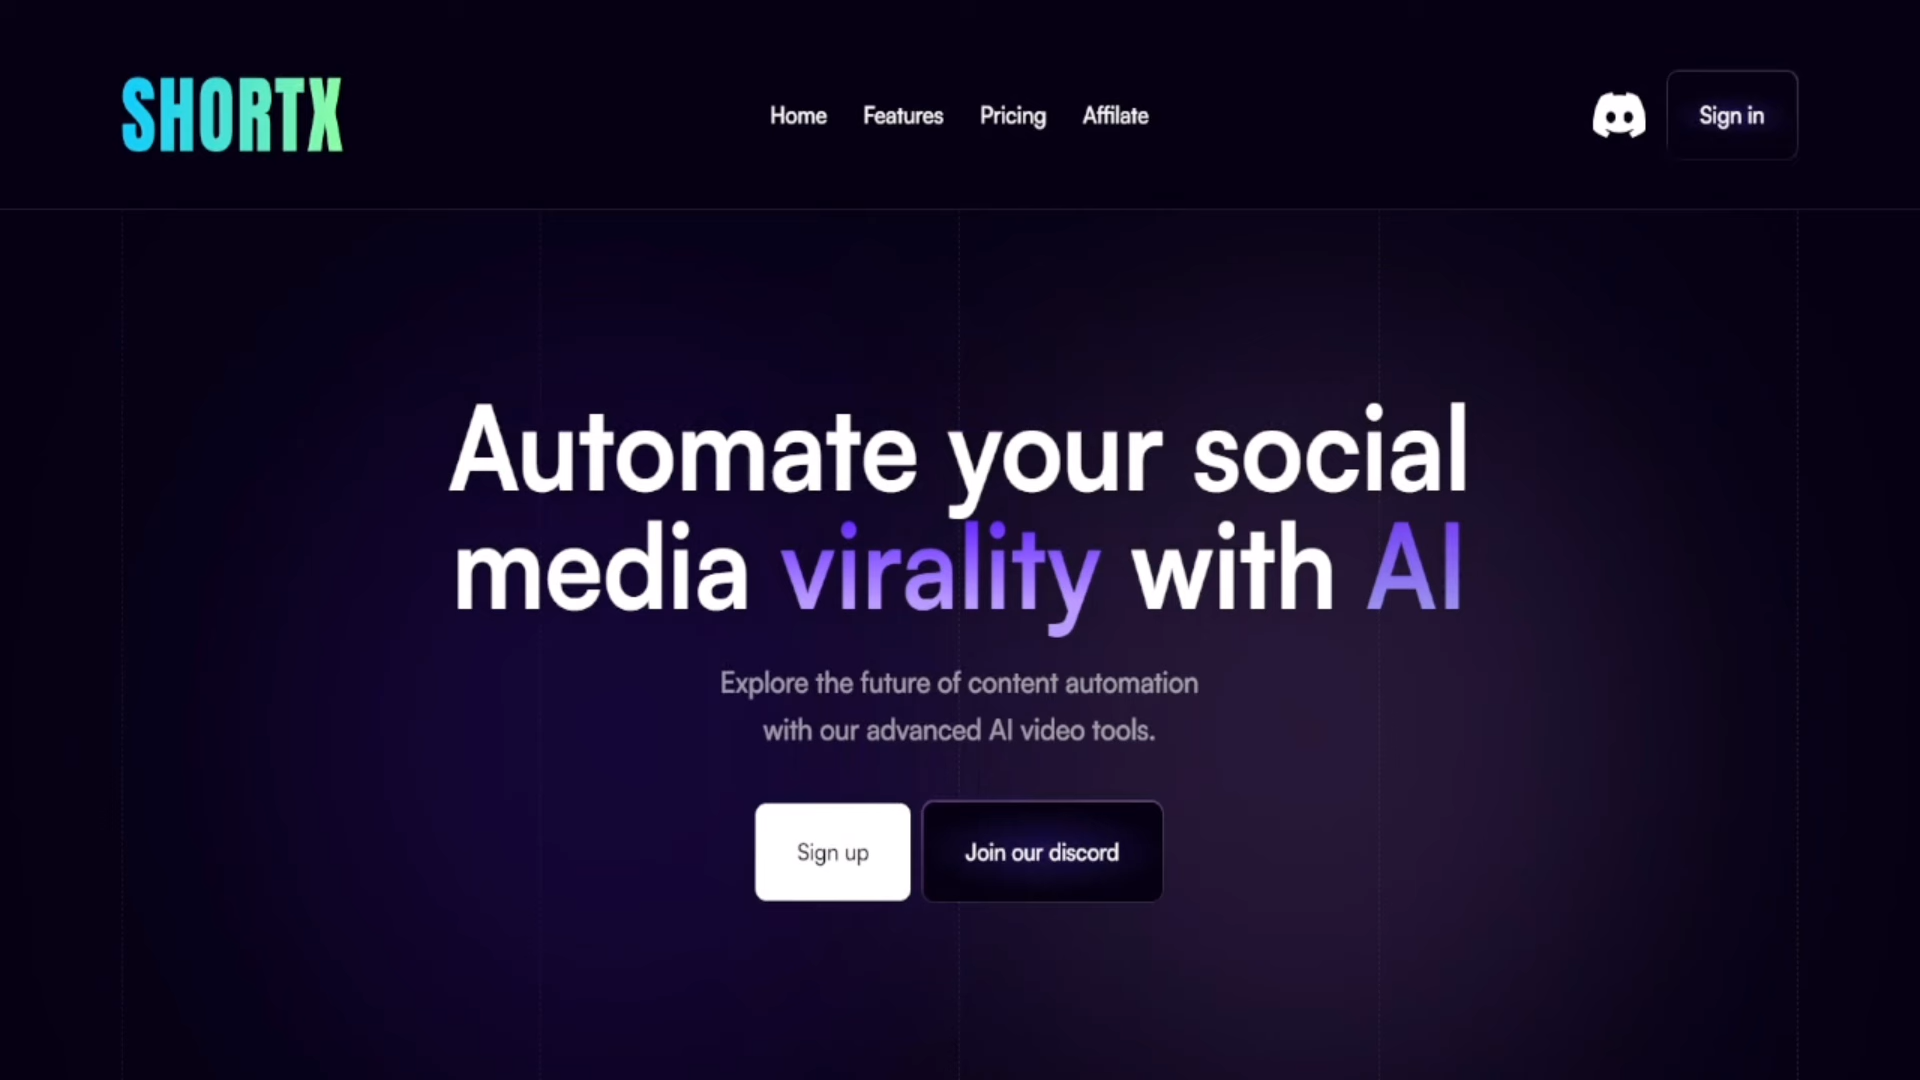 SHORTX
Home Features Pricing Affilate
Sign in
Automate your social
media virality with AI
Explore the future of content automation
with our advanced AI video tools.
Sign up
Join our discord